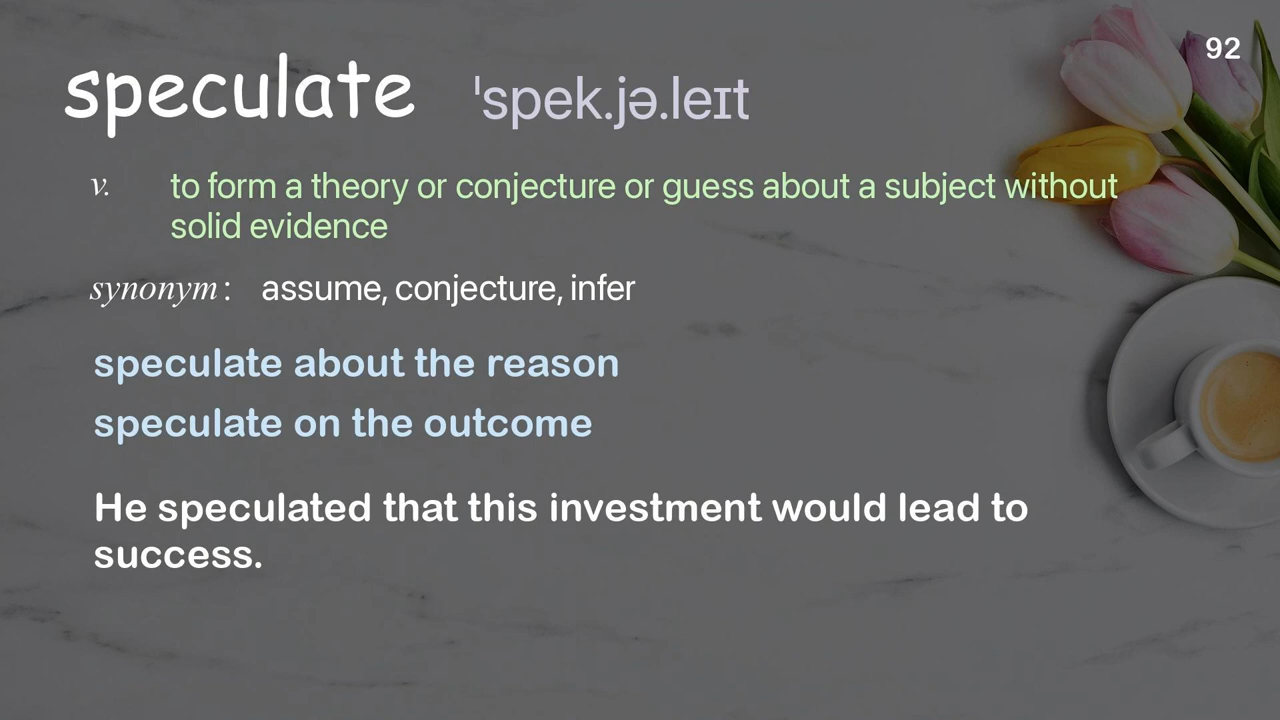 92
speculate ˈspek.jə.leɪt
v. to form a theory or conjecture or guess about a subject without
solid evidence
synonym : assume, conjecture, infer
speculate about the reason
speculate on the outcome
He speculated that this investment would lead to
success.